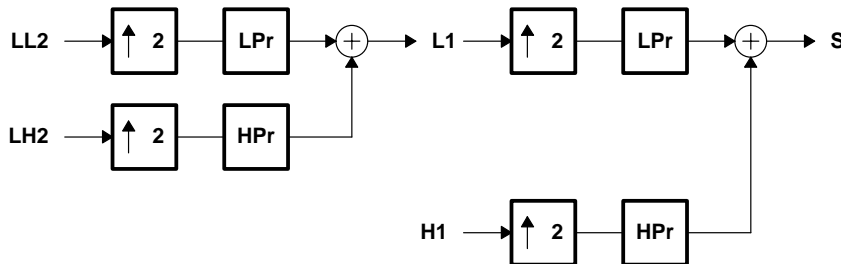 LL2 ↑ 2 LPr + L1 ↑ 2 LPr + S
LH2 ↑ 2 HPr
H1 ↑ 2 HPr